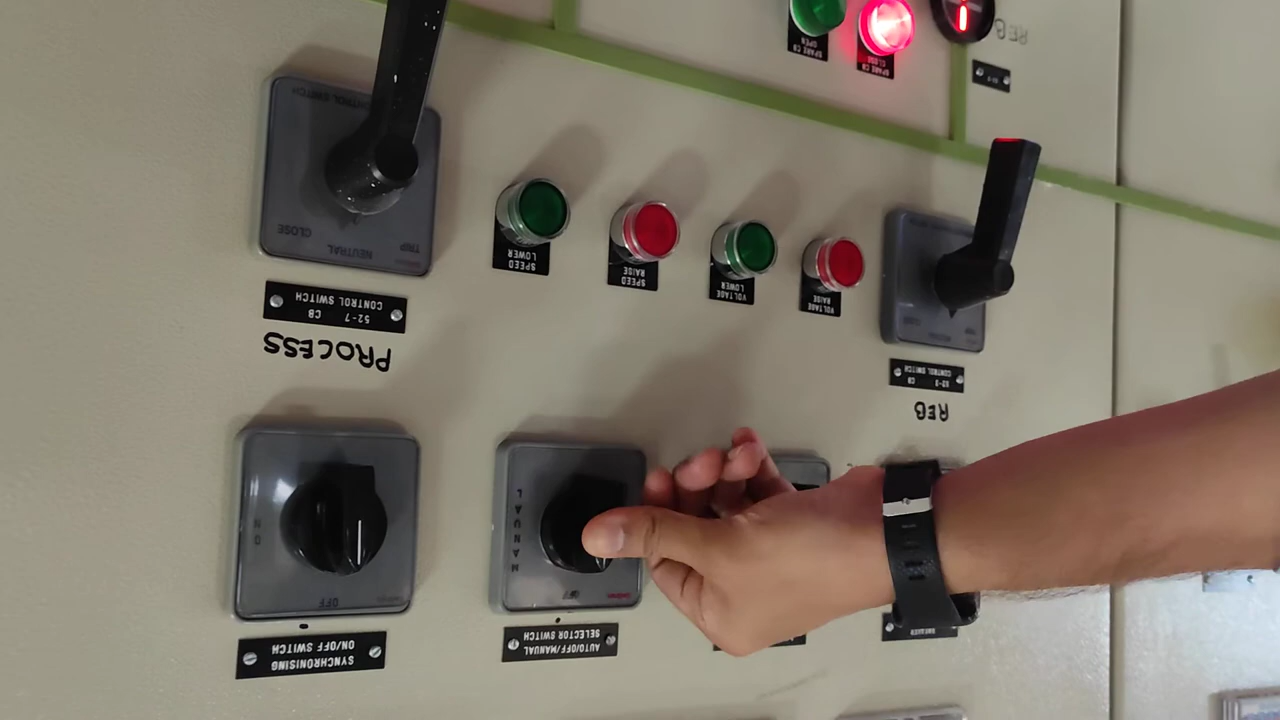 BREAKER
AUTO/OFF/MANUAL
SELECTOR SWITCH
SYNCHRONISING
ON/OFF SWITCH
OFF
MANUAL
OFF
ON
REG
52-3 CB
CONTROL SWITCH
PROCESS
52-7 CB
CONTROL SWITCH
VOLTAGE
RAISE
VOLTAGE
LOWER
SPEED
RAISE
SPEED
LOWER
TRIP
NEUTRAL
CLOSE
CONTROL SWITCH
REG
SPARE CB
CLOSE
SPARE CB
OPEN